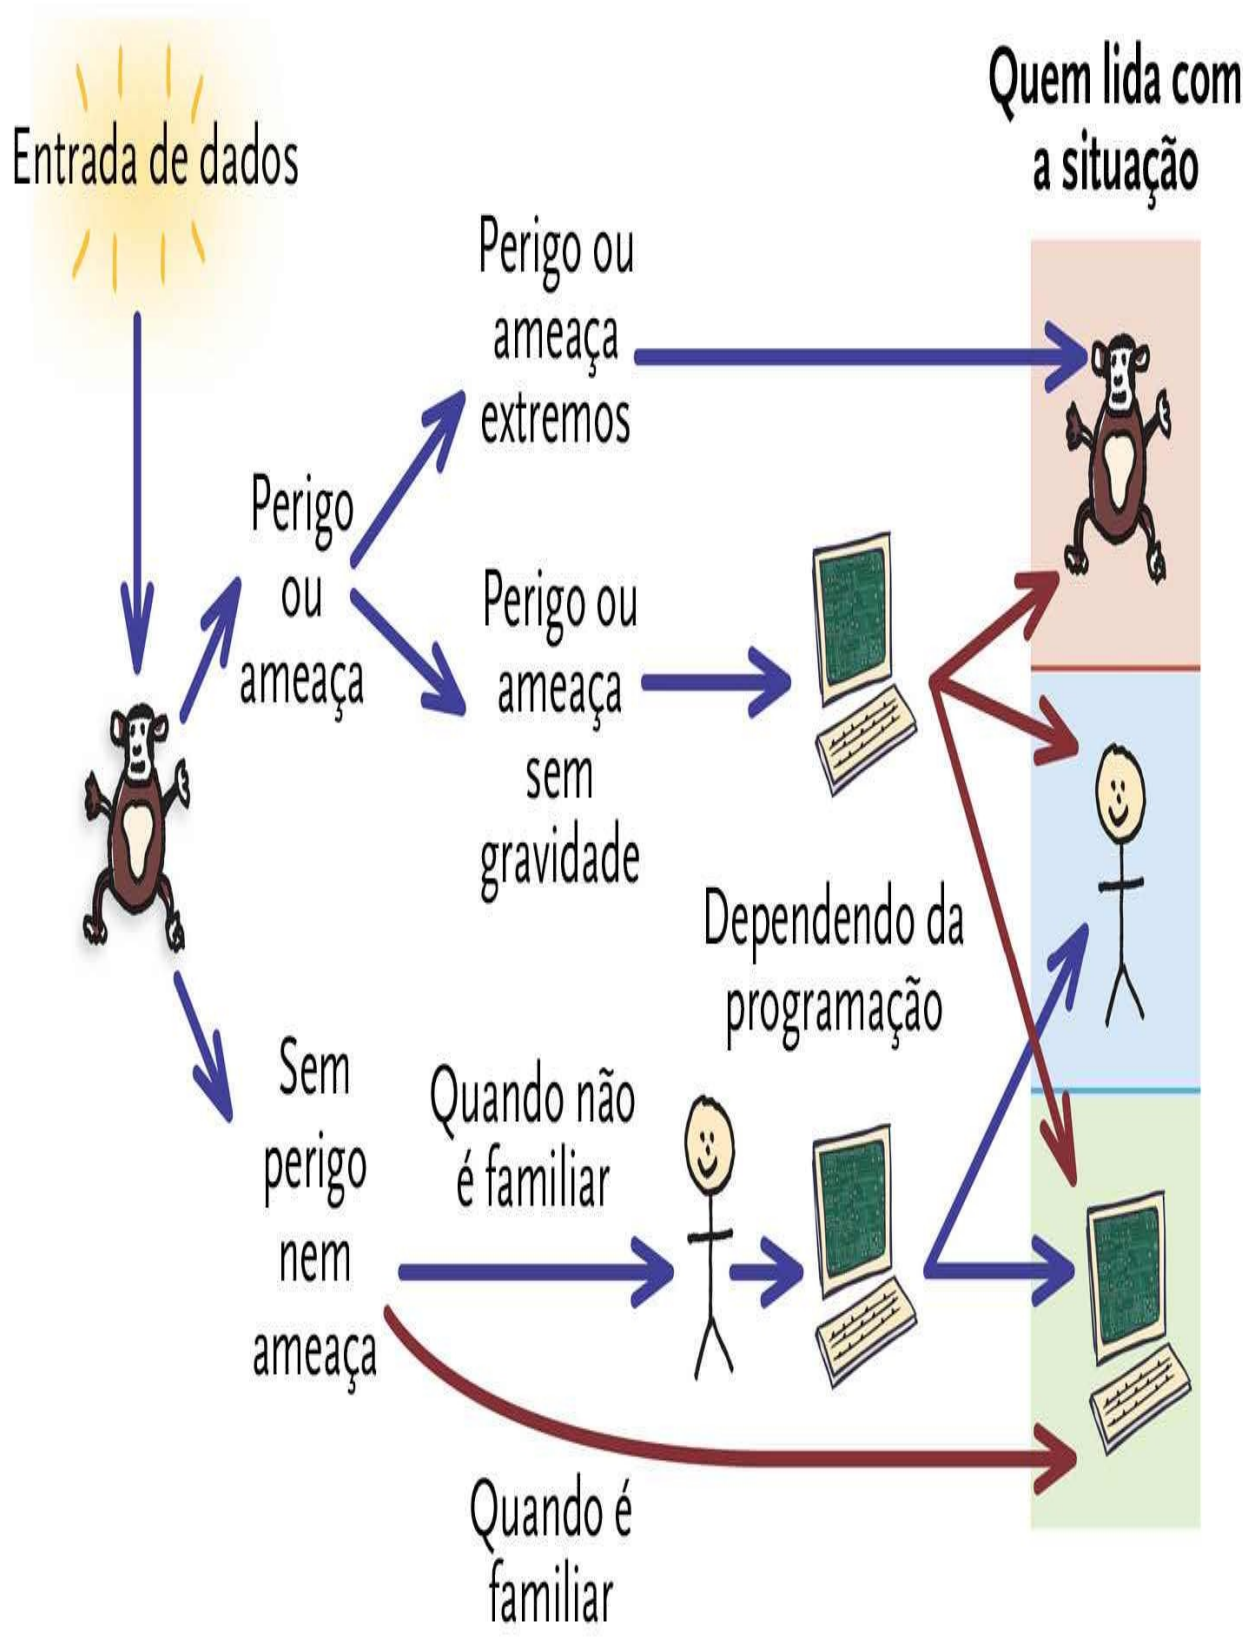 Quem lida com
a situação
Entrada de dados
Perigo ou
ameaça
extremos
Perigo
ou
ameaça
Perigo ou
ameaça
sem
gravidade
Dependendo da
programação
Sem
perigo
nem
ameaça
Quando não
é familiar
Quando é
familiar